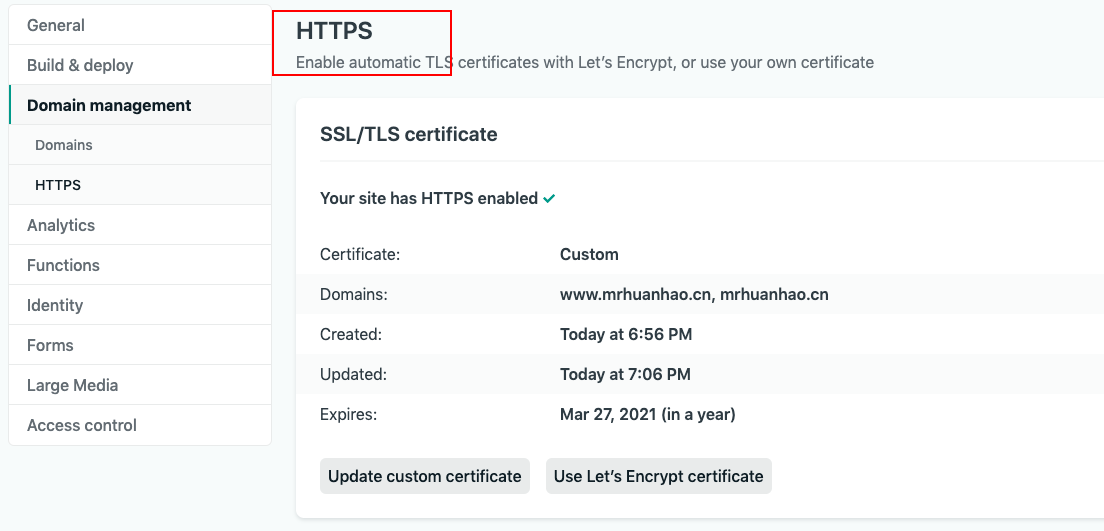 General
Build & deploy
Domain management
Domains
HTTPS
Analytics
Functions
Identity
Forms
Large Media
Access control
HTTPS
Enable automatic TLS certificates with Let’s Encrypt, or use your own certificate
SSL/TLS certificate
Your site has HTTPS enabled ✓
Certificate: Custom
Domains: www.mrhuanhao.cn, mrhuanhao.cn
Created: Today at 6:56 PM
Updated: Today at 7:06 PM
Expires: Mar 27, 2021 (in a year)
Update custom certificate Use Let’s Encrypt certificate